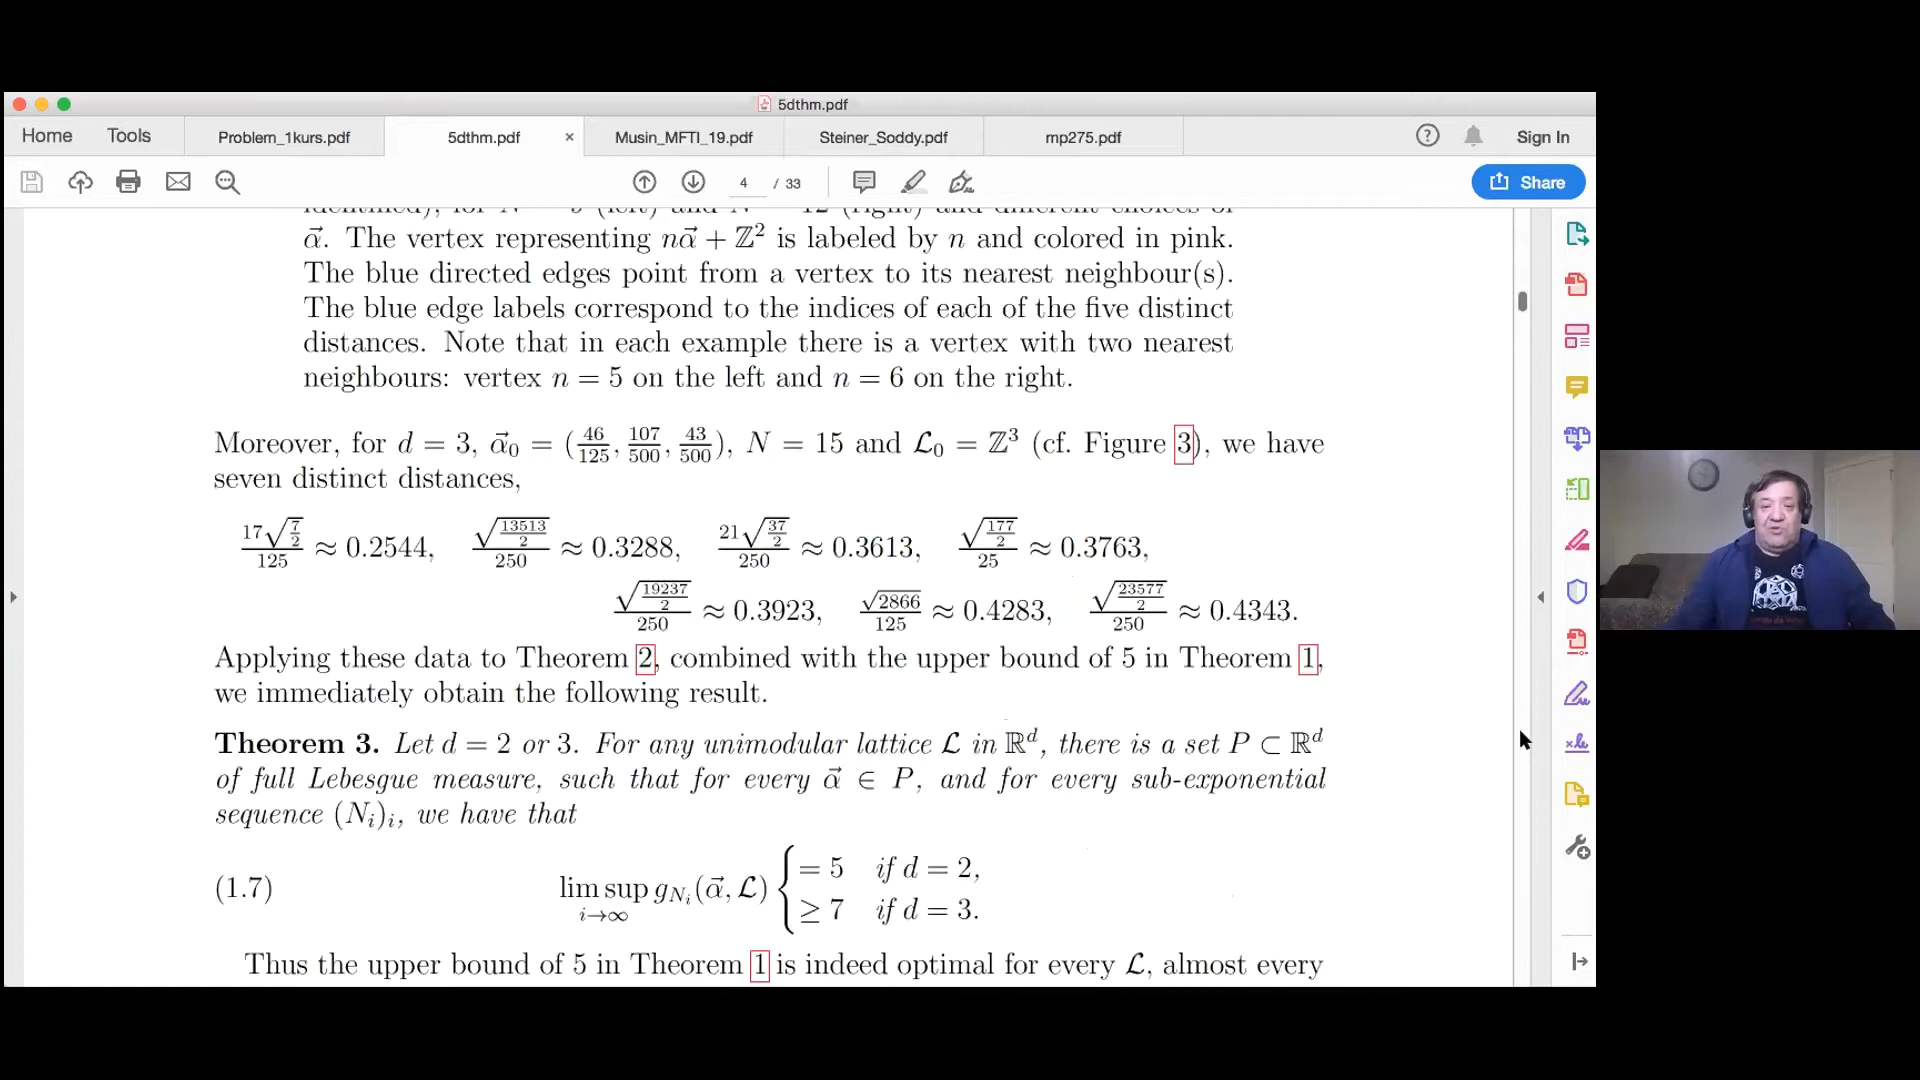 5dthm.pdf
Home Tools Problem_1kurs.pdf 5dthm.pdf × Musin_MFTI_19.pdf Steiner_Soddy.pdf mp275.pdf Sign In
4 / 33 Share
α⃗. The vertex representing nα⃗ + ℤ² is labeled by n and colored in pink.
The blue directed edges point from a vertex to its nearest neighbour(s).
The blue edge labels correspond to the indices of each of the five distinct
distances. Note that in each example there is a vertex with two nearest
neighbours: vertex n = 5 on the left and n = 6 on the right.
Moreover, for d = 3, α⃗₀ = (46/125, 107/500, 43/500), N = 15 and 𝓛₀ = ℤ³ (cf. Figure 3), we have
seven distinct distances,
17√(7/2)/125 ≈ 0.2544, √(13513/2)/250 ≈ 0.3288, 21√(37/2)/250 ≈ 0.3613, √(177/2)/25 ≈ 0.3763,
√(19237/2)/250 ≈ 0.3923, √2866/125 ≈ 0.4283, √(23577/2)/250 ≈ 0.4343.
Applying these data to Theorem 2, combined with the upper bound of 5 in Theorem 1,
we immediately obtain the following result.
Theorem 3. Let d = 2 or 3. For any unimodular lattice 𝓛 in ℝᵈ, there is a set P ⊂ ℝᵈ
of full Lebesgue measure, such that for every α⃗ ∈ P, and for every sub-exponential
sequence (Nᵢ)ᵢ, we have that
(1.7) lim sup_{i→∞} g_{Nᵢ}(α⃗, 𝓛) { = 5 if d = 2,
≥ 7 if d = 3.
Thus the upper bound of 5 in Theorem 1 is indeed optimal for every 𝓛, almost every